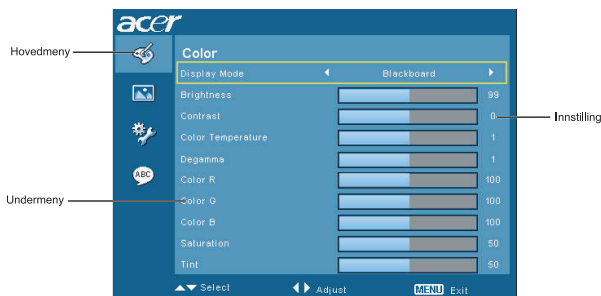 acer
Hovedmeny
Color
Display Mode Blackboard
Brightness 99
Contrast 0
Innstilling
Color Temperature 1
Degamma 1
ABC
Color R 100
Undermeny
Color G 100
Color B 100
Saturation 50
Tint 50
Select Adjust MENU Exit